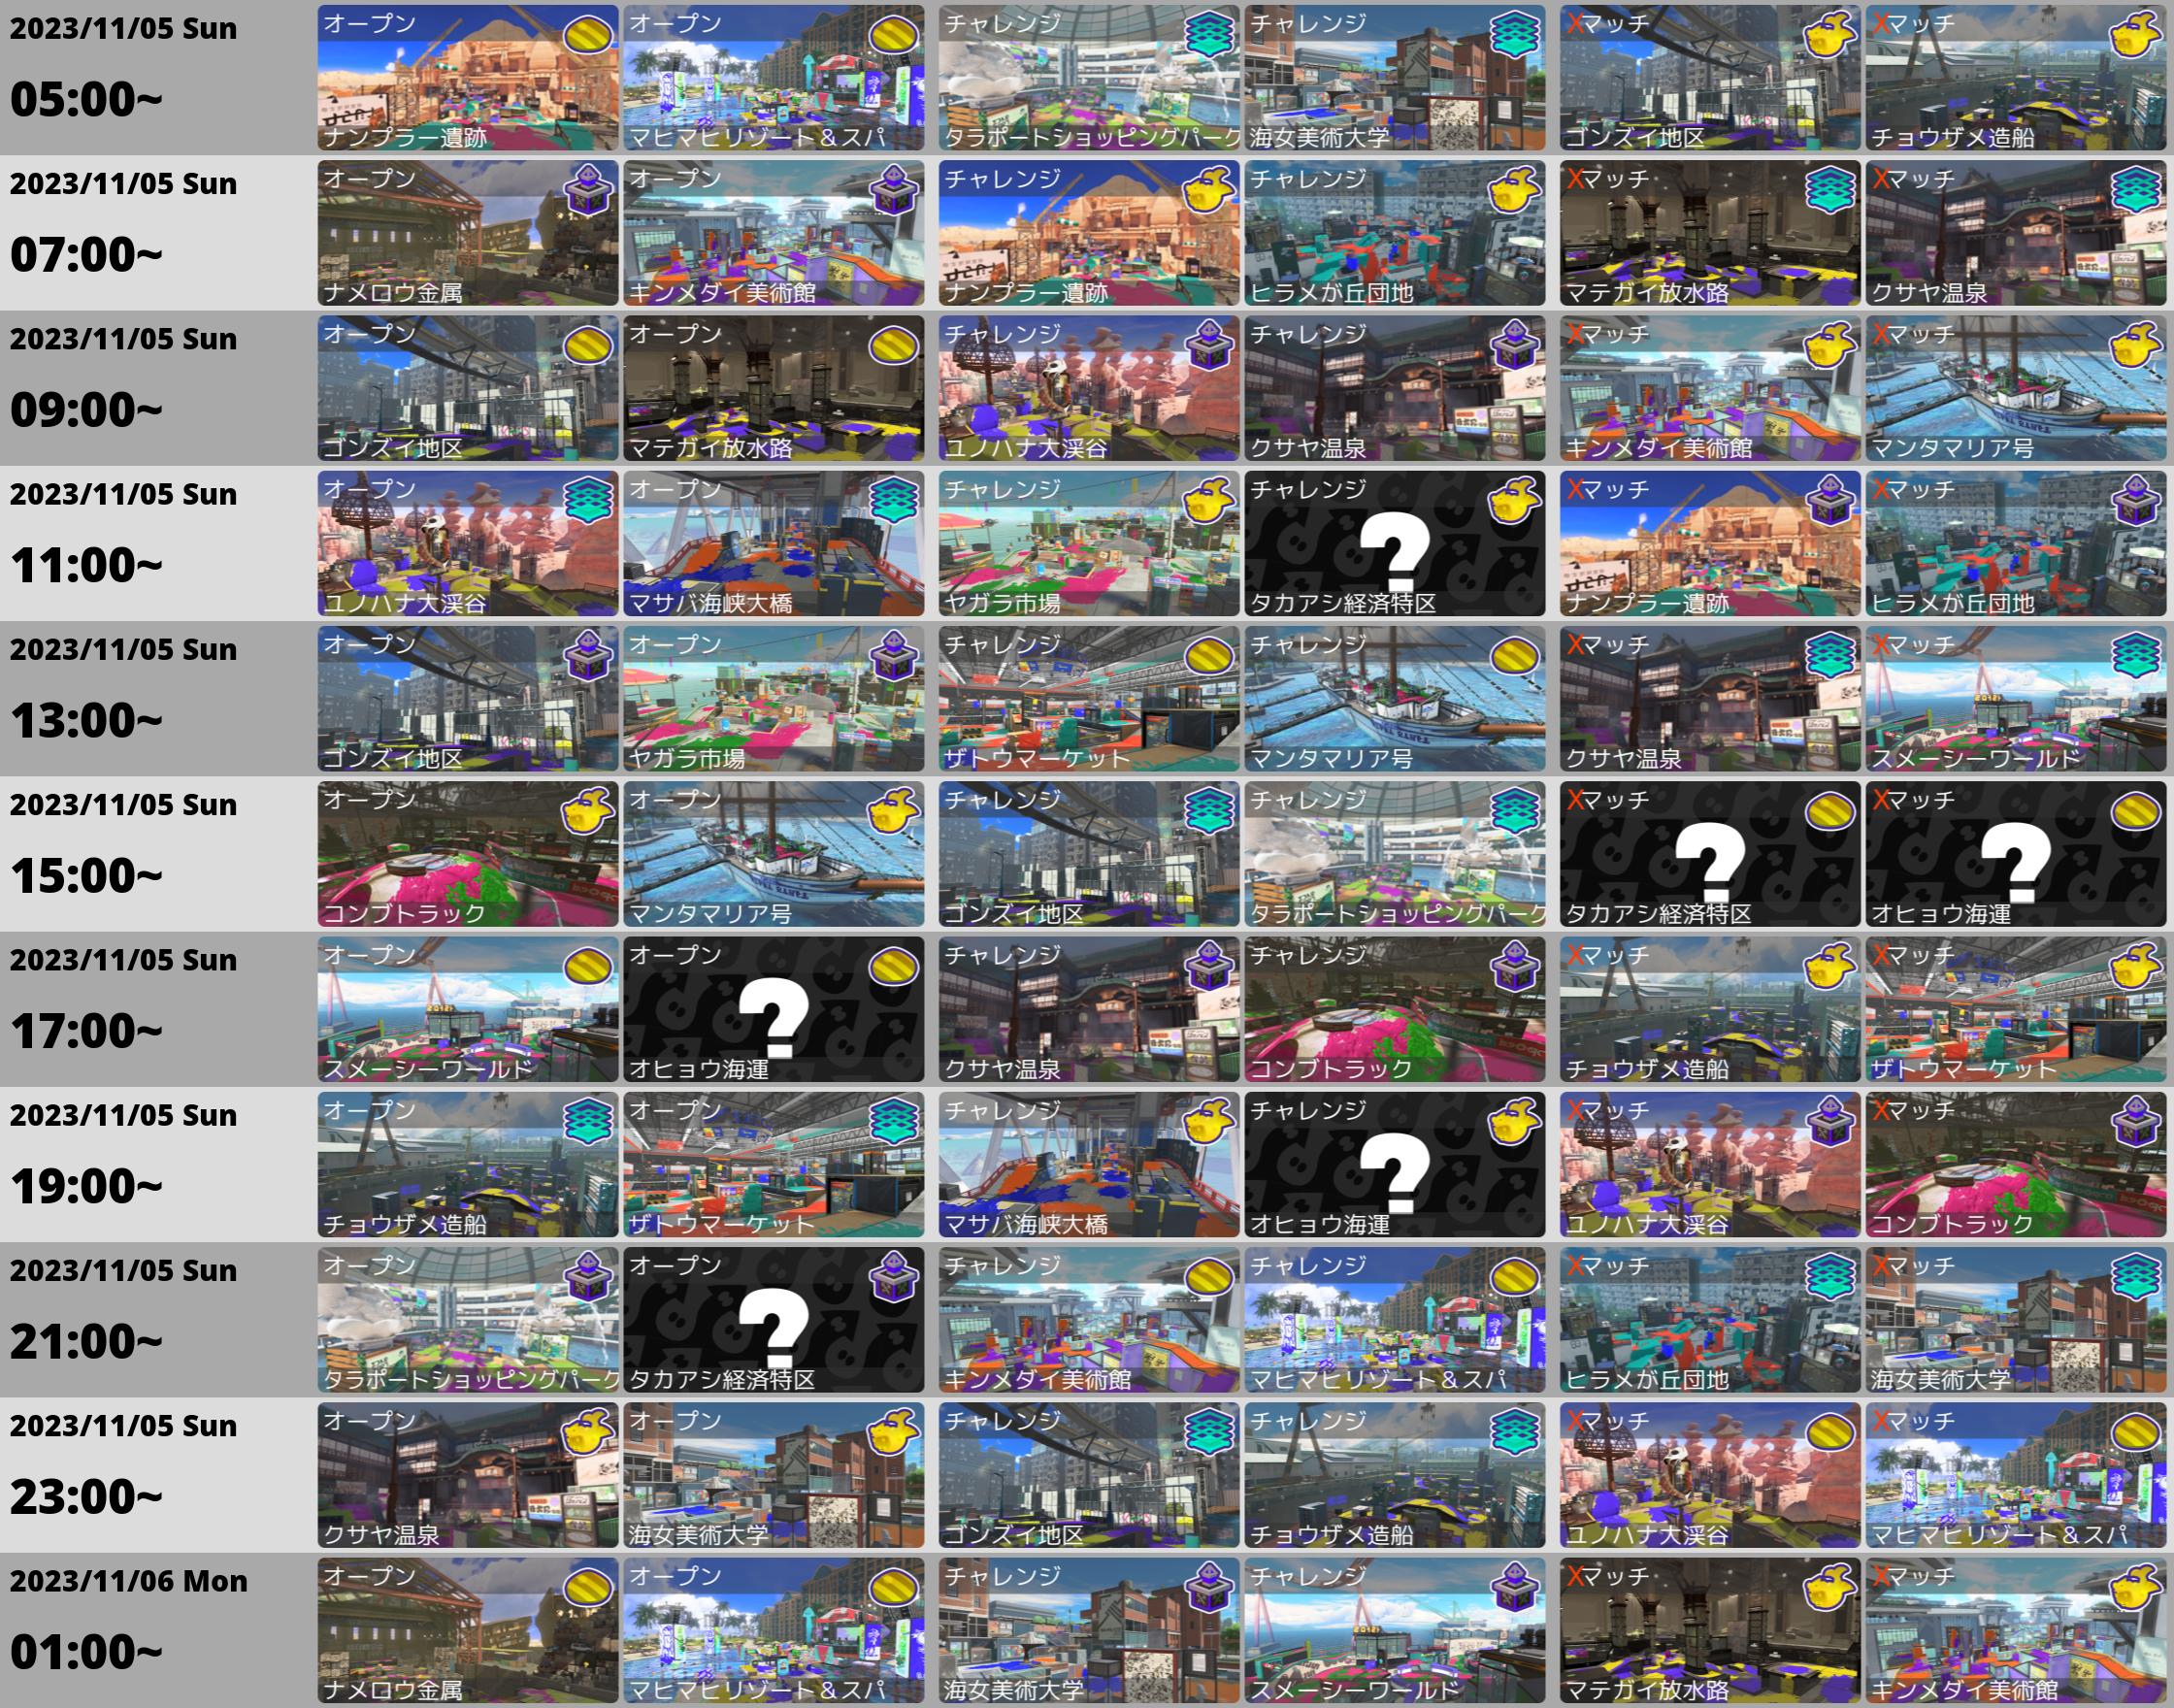 2023/11/05 Sun
05:00~
オープン
ナンプラー遺跡
オープン
マヒマヒリゾート＆スパ
チャレンジ
タラポートショッピングパーク
チャレンジ
海女美術大学
Xマッチ
ゴンズイ地区
Xマッチ
チョウザメ造船
2023/11/05 Sun
07:00~
オープン
ナメロウ金属
オープン
キンメダイ美術館
チャレンジ
ナンプラー遺跡
チャレンジ
ヒラメが丘団地
Xマッチ
マテガイ放水路
Xマッチ
クサヤ温泉
2023/11/05 Sun
09:00~
オープン
ゴンズイ地区
オープン
マテガイ放水路
チャレンジ
ユノハナ大渓谷
チャレンジ
クサヤ温泉
Xマッチ
キンメダイ美術館
Xマッチ
マンタマリア号
2023/11/05 Sun
11:00~
オープン
ユノハナ大渓谷
オープン
マサバ海峡大橋
チャレンジ
ヤガラ市場
チャレンジ
タカアシ経済特区
Xマッチ
ナンプラー遺跡
Xマッチ
ヒラメが丘団地
2023/11/05 Sun
13:00~
オープン
ゴンズイ地区
オープン
ヤガラ市場
チャレンジ
ザトウマーケット
チャレンジ
マンタマリア号
Xマッチ
クサヤ温泉
Xマッチ
スメーシーワールド
2023/11/05 Sun
15:00~
オープン
コンブトラック
オープン
マンタマリア号
チャレンジ
ゴンズイ地区
チャレンジ
タラポートショッピングパーク
Xマッチ
タカアシ経済特区
Xマッチ
オヒョウ海運
2023/11/05 Sun
17:00~
オープン
スメーシーワールド
オープン
オヒョウ海運
チャレンジ
クサヤ温泉
チャレンジ
コンブトラック
Xマッチ
チョウザメ造船
Xマッチ
ザトウマーケット
2023/11/05 Sun
19:00~
オープン
チョウザメ造船
オープン
ザトウマーケット
チャレンジ
マサバ海峡大橋
チャレンジ
オヒョウ海運
Xマッチ
ユノハナ大渓谷
Xマッチ
コンブトラック
2023/11/05 Sun
21:00~
オープン
タラポートショッピングパーク
オープン
タカアシ経済特区
チャレンジ
キンメダイ美術館
チャレンジ
マヒマヒリゾート＆スパ
Xマッチ
ヒラメが丘団地
Xマッチ
海女美術大学
2023/11/05 Sun
23:00~
オープン
クサヤ温泉
オープン
海女美術大学
チャレンジ
ゴンズイ地区
チャレンジ
チョウザメ造船
Xマッチ
ユノハナ大渓谷
Xマッチ
マヒマヒリゾート＆スパ
2023/11/06 Mon
01:00~
オープン
ナメロウ金属
オープン
マヒマヒリゾート＆スパ
チャレンジ
海女美術大学
チャレンジ
スメーシーワールド
Xマッチ
マテガイ放水路
Xマッチ
キンメダイ美術館